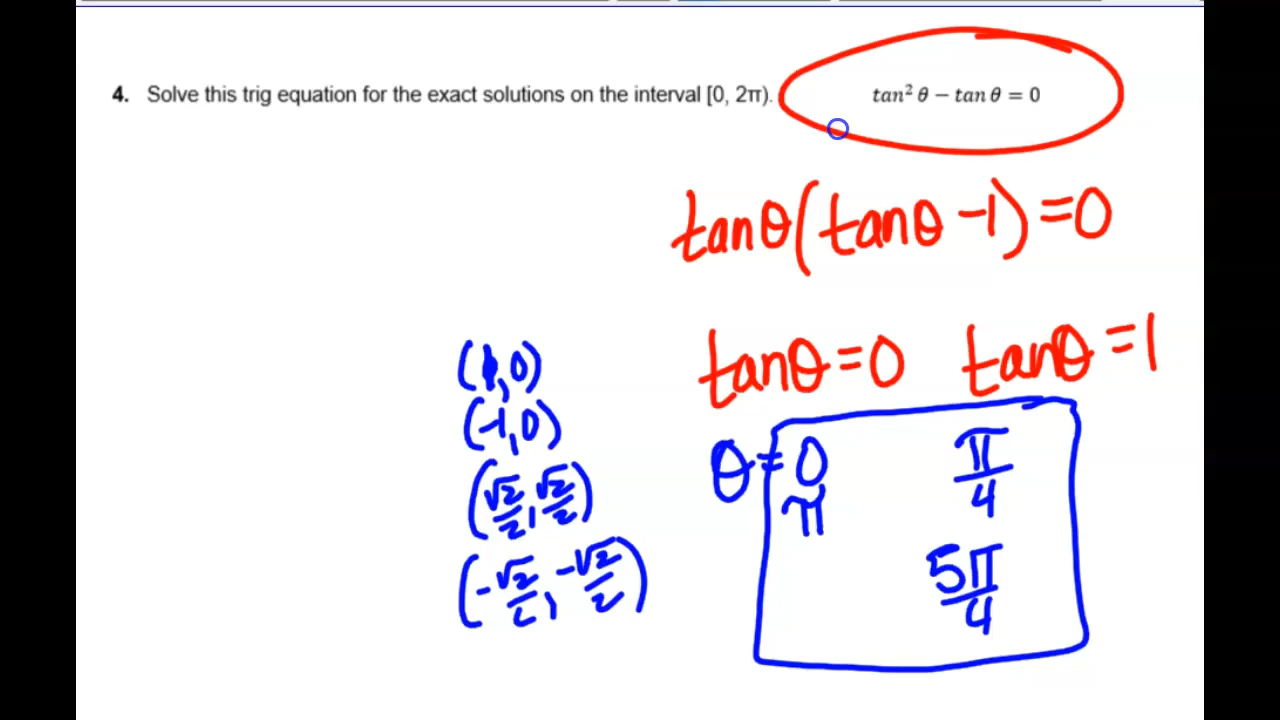 4. Solve this trig equation for the exact solutions on the interval [0, 2π). tan² θ − tan θ = 0
tanθ(tanθ −1)=0
tanθ=0 tanθ=1
(1,0)
(-1,0)
(√2/2, √2/2)
(-√2/2, -√2/2)
θ = 0 π/4
π
5π/4